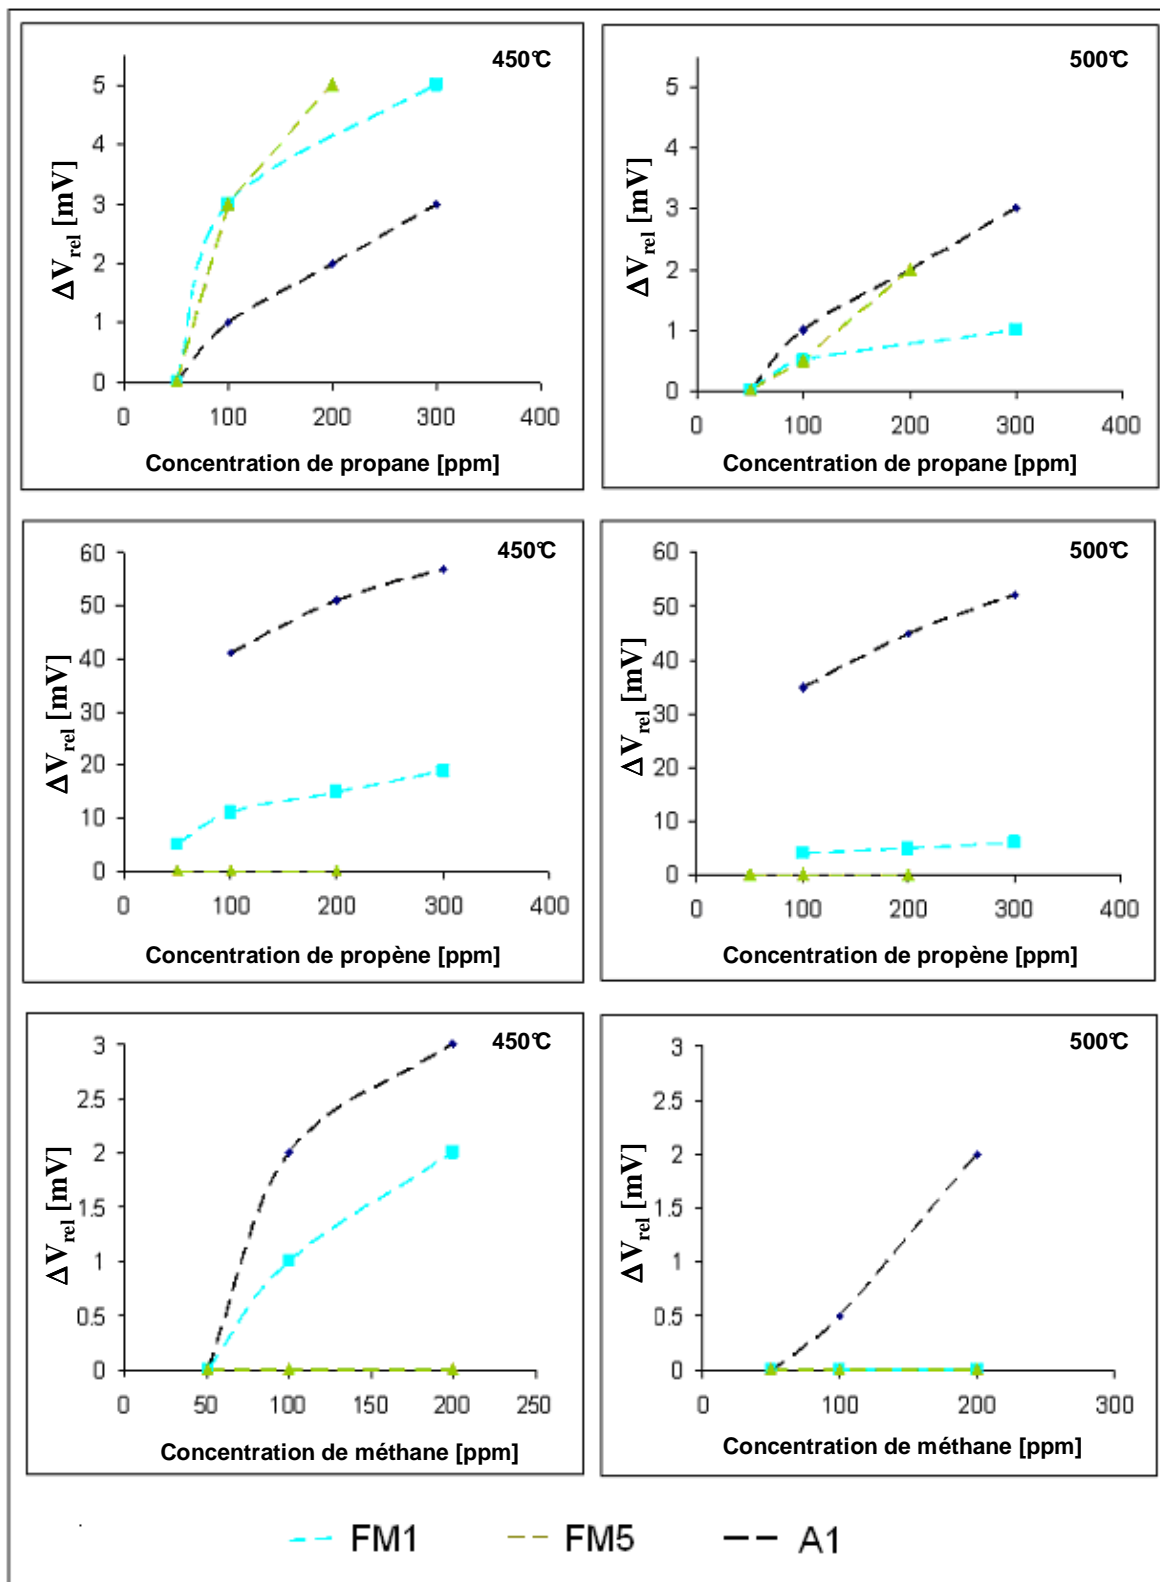 450°C
ΔVrel [mV]
5
4
3
2
1
0
0 100 200 300 400
Concentration de propane [ppm]
500°C
ΔVrel [mV]
5
4
3
2
1
0
0 100 200 300 400
Concentration de propane [ppm]
450°C
ΔVrel [mV]
60
50
40
30
20
10
0
0 100 200 300 400
Concentration de propène [ppm]
500°C
ΔVrel [mV]
60
50
40
30
20
10
0
0 100 200 300 400
Concentration de propène [ppm]
450°C
ΔVrel [mV]
3
2.5
2
1.5
1
0.5
0
0 50 100 150 200 250
Concentration de méthane [ppm]
500°C
ΔVrel [mV]
3
2.5
2
1.5
1
0.5
0
0 100 200 300
Concentration de méthane [ppm]
FM1 FM5 A1